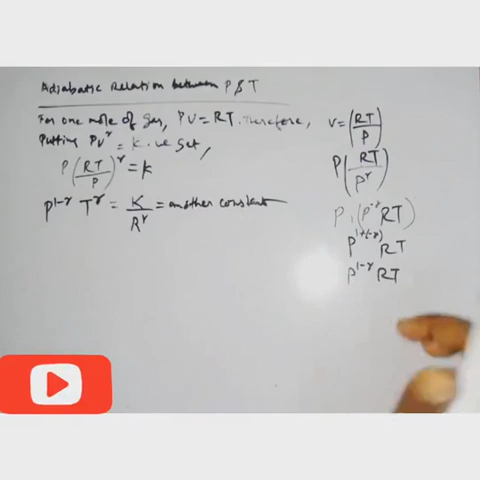 Adiabatic Relation between P & T
For one mole of gas, PV = RT. Therefore, V = (RT/P)
Putting PV^γ = K. we get,
P(RT/P)^γ = K
P^1-γ T^γ = K/R^γ = another constant
P(RT/P^γ)
P.(P^-γ RT)
P^1+(-γ) RT
P^1-γ RT